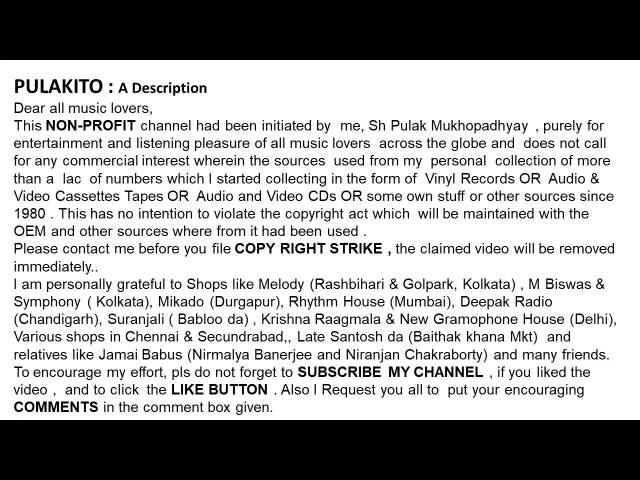 PULAKITO : A Description
Dear all music lovers,
This NON-PROFIT channel had been initiated by me, Sh Pulak Mukhopadhyay , purely for
entertainment and listening pleasure of all music lovers across the globe and does not call
for any commercial interest wherein the sources used from my personal collection of more
than a lac of numbers which I started collecting in the form of Vinyl Records OR Audio &
Video Cassettes Tapes OR Audio and Video CDs OR some own stuff or other sources since
1980 . This has no intention to violate the copyright act which will be maintained with the
OEM and other sources where from it had been used .
Please contact me before you file COPY RIGHT STRIKE , the claimed video will be removed
immediately..
I am personally grateful to Shops like Melody (Rashbihari & Golpark, Kolkata) , M Biswas &
Symphony ( Kolkata), Mikado (Durgapur), Rhythm House (Mumbai), Deepak Radio
(Chandigarh), Suranjali ( Babloo da) , Krishna Raagmala & New Gramophone House (Delhi),
Various shops in Chennai & Secundrabad,, Late Santosh da (Baithak khana Mkt) and
relatives like Jamai Babus (Nirmalya Banerjee and Niranjan Chakraborty) and many friends.
To encourage my effort, pls do not forget to SUBSCRIBE MY CHANNEL , if you liked the
video , and to click the LIKE BUTTON . Also I Request you all to put your encouraging
COMMENTS in the comment box given.